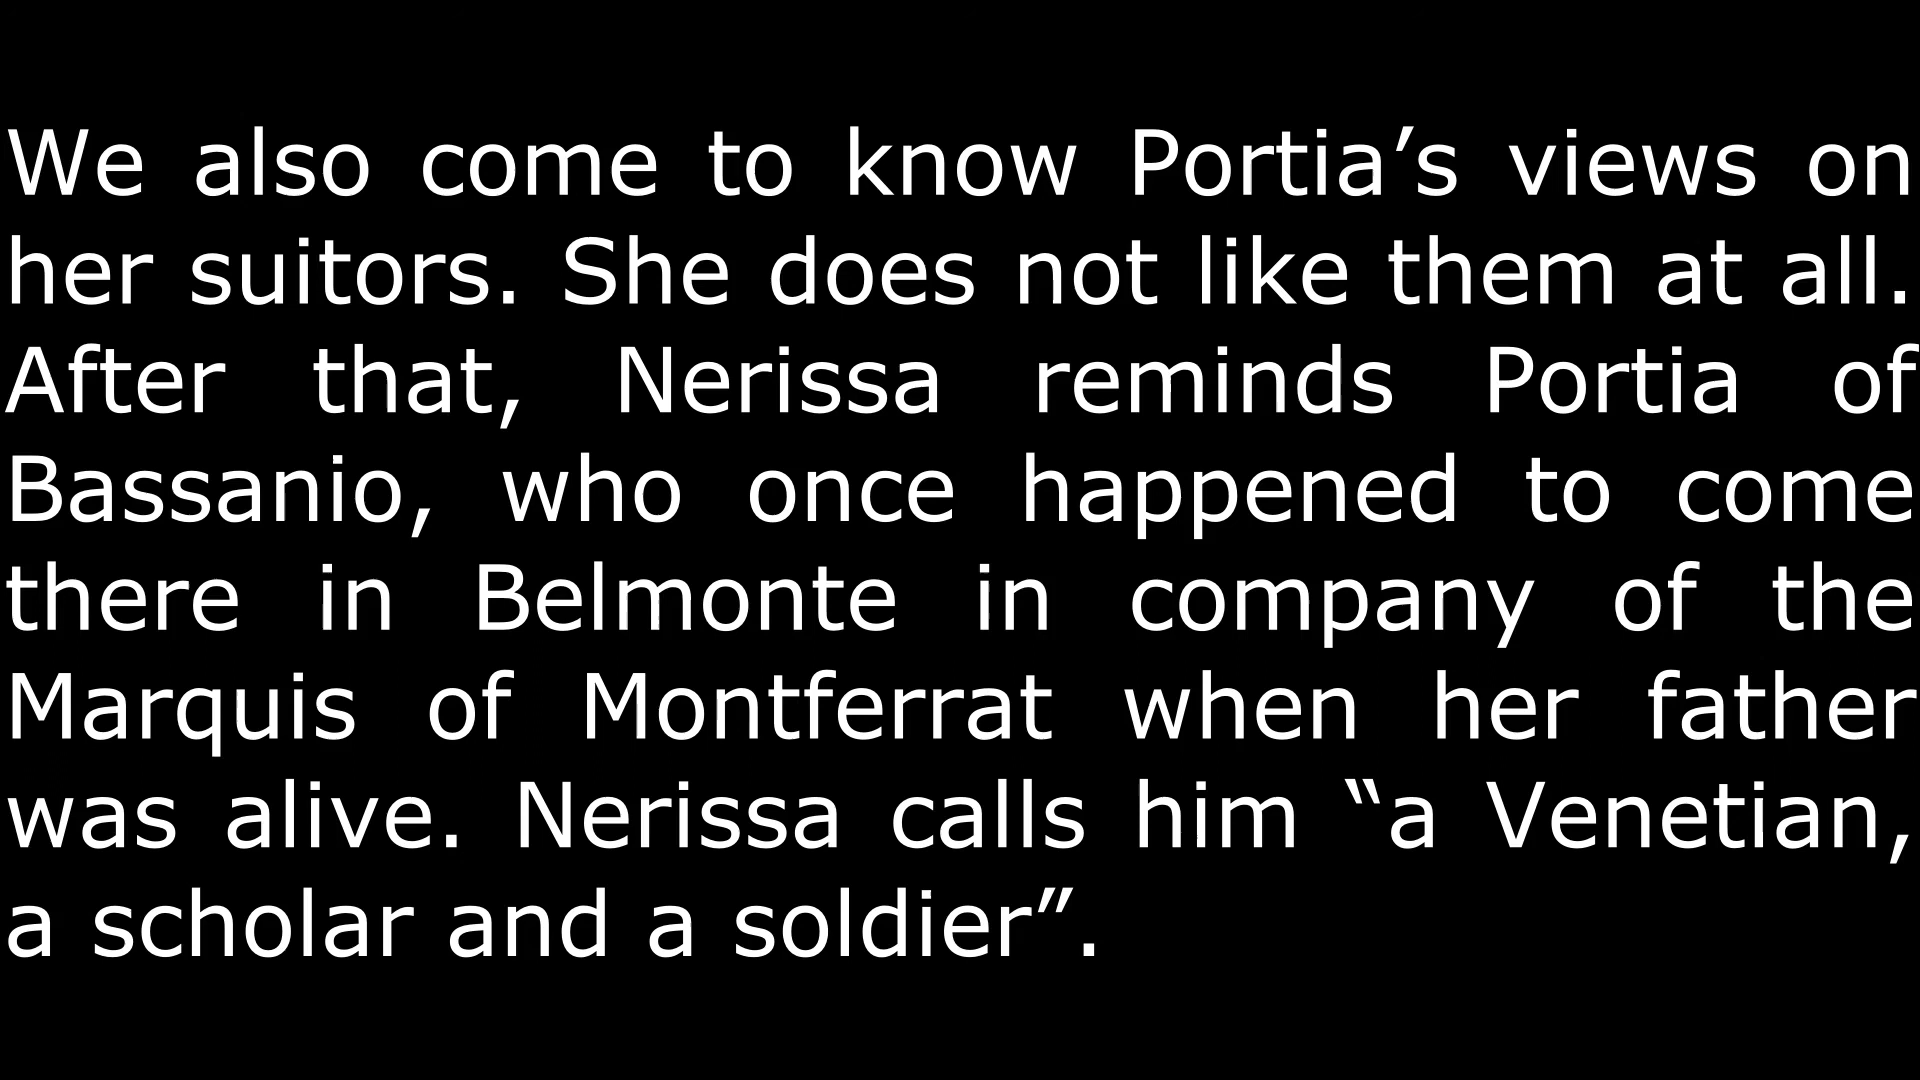 We also come to know Portia’s views on
her suitors. She does not like them at all.
After that, Nerissa reminds Portia of
Bassanio, who once happened to come
there in Belmonte in company of the
Marquis of Montferrat when her father
was alive. Nerissa calls him “a Venetian,
a scholar and a soldier”.